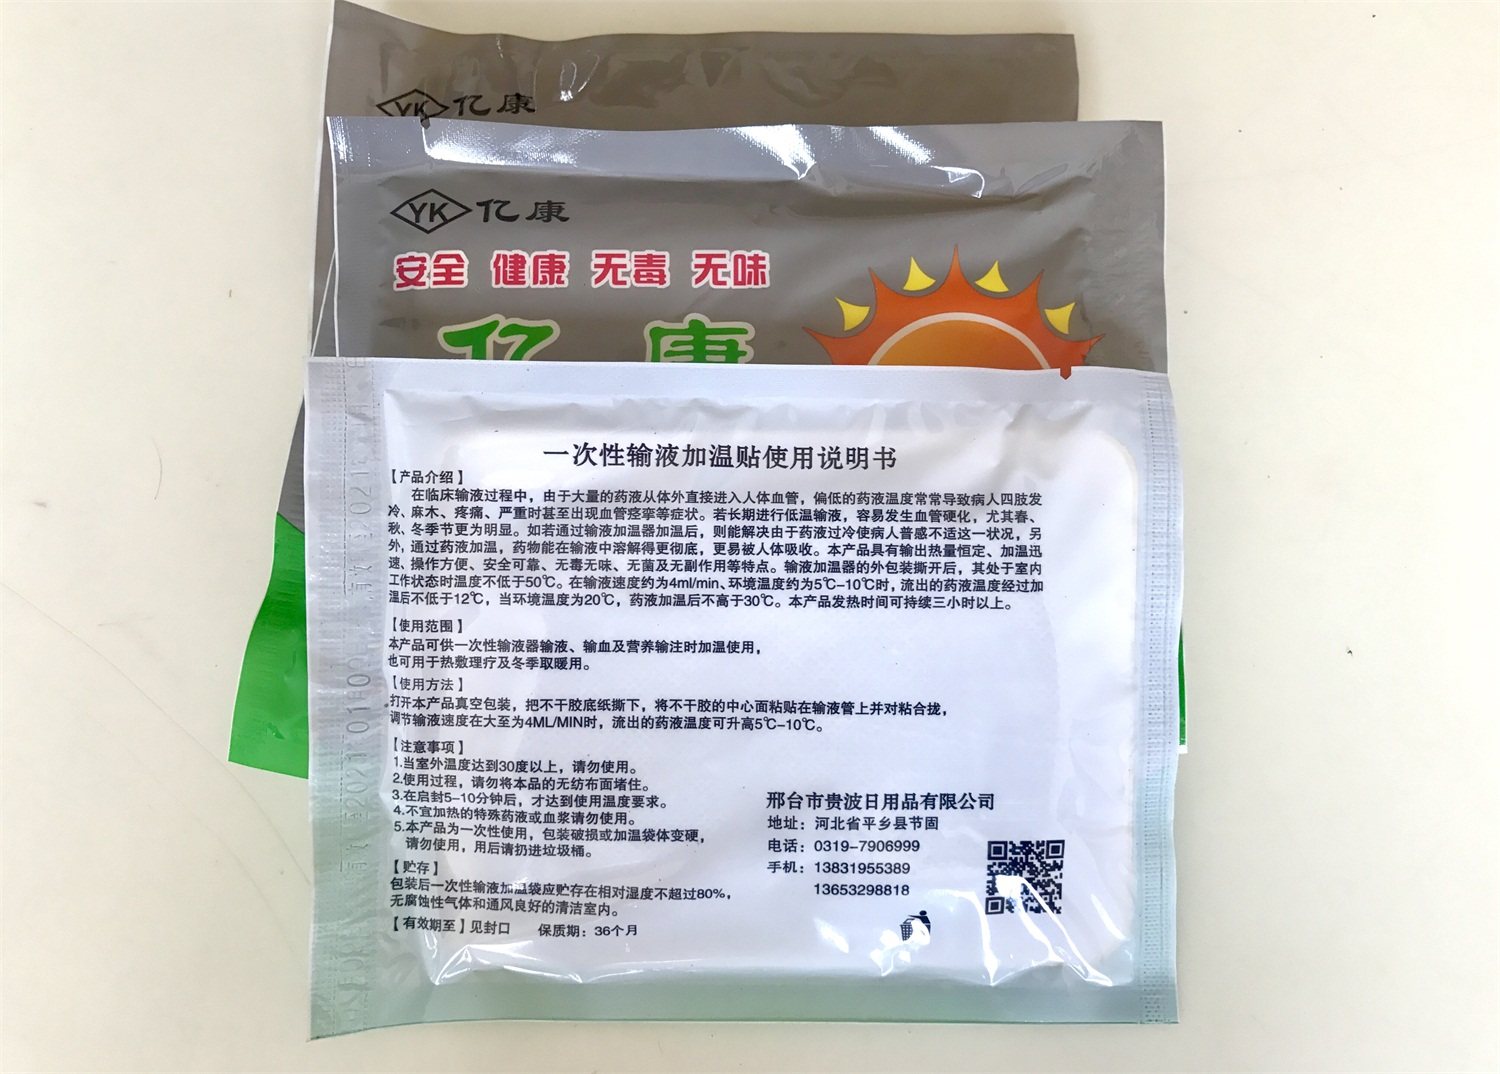 YK 亿康
YK 亿康
安全 健康 无毒 无味
亿 康
一次性输液加温贴使用说明书
【产品介绍】
在临床输液过程中，由于大量的药液从体外直接进入人体血管，偏低的药液温度常常导致病人四肢发
冷、麻木、疼痛、严重时甚至出现血管痉挛等症状。若长期进行低温输液，容易发生血管硬化，尤其春、
秋、冬季节更为明显。如若通过输液加温器加温后，则能解决由于药液过冷使病人普感不适这一状况，另
外，通过药液加温，药物能在输液中溶解得更彻底，更易被人体吸收。本产品具有输出热量恒定、加温迅
速、操作方便、安全可靠、无毒无味、无菌及无副作用等特点。输液加温器的外包装撕开后，其处于室内
工作状态时温度不低于50℃。在输液速度约为4ml/min、环境温度约为5℃-10℃时，流出的药液温度经过加
温后不低于12℃，当环境温度为20℃，药液加温后不高于30℃。本产品发热时间可持续三小时以上。
【使用范围】
本产品可供一次性输液器输液、输血及营养输注时加温使用，
也可用于热敷理疗及冬季取暖用。
【使用方法】
打开本产品真空包装，把不干胶底纸撕下，将不干胶的中心面粘贴在输液管上并对粘合拢，
调节输液速度在大至为4ML/MIN时，流出的药液温度可升高5℃-10℃。
【注意事项】
1.当室外温度达到30度以上，请勿使用。
2.使用过程，请勿将本品的无纺布面堵住。
3.在启封5-10分钟后，才达到使用温度要求。
4.不宜加热的特殊药液或血浆请勿使用。
5.本产品为一次性使用，包装破损或加温袋体变硬，
请勿使用，用后请扔进垃圾桶。
【贮存】
包装后一次性输液加温袋应贮存在相对湿度不超过80%，
无腐蚀性气体和通风良好的清洁室内。
【有效期至】见封口 保质期：36个月
邢台市贵波日用品有限公司
地址：河北省平乡县节固
电话：0319-7906999
手机：13831955389
13653298818